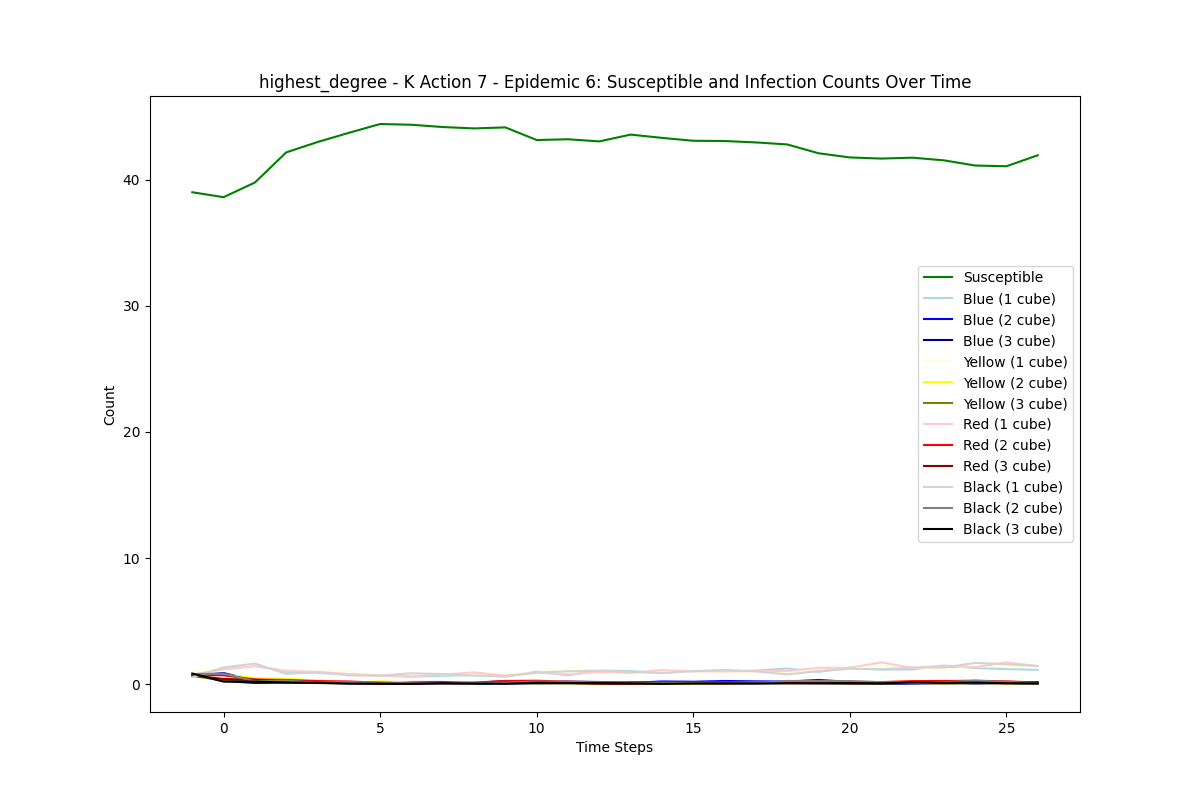 highest_degree - K Action 7 - Epidemic 6: Susceptible and Infection Counts Over Time
Count
40
30
20
10
0
0
5
10
15
20
25
Time Steps
Susceptible
Blue (1 cube)
Blue (2 cube)
Blue (3 cube)
Yellow (1 cube)
Yellow (2 cube)
Yellow (3 cube)
Red (1 cube)
Red (2 cube)
Red (3 cube)
Black (1 cube)
Black (2 cube)
Black (3 cube)